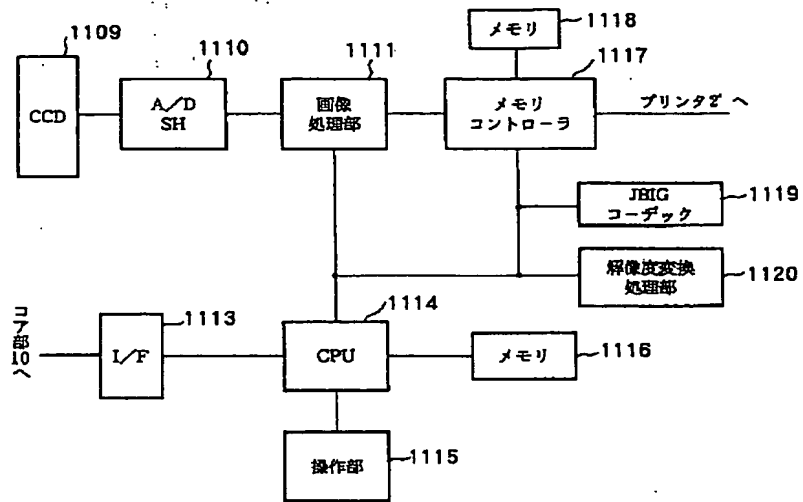 1118
メモリ
1109
1110
1111
1117
CCD
A/D
SH
画像
処理部
メモリ
コントローラ
プリンタ2'へ
JBIG
コーデック
1119
解像度変換
処理部
1120
コア部10へ
1113
I/F
1114
CPU
メモリ
1116
操作部
1115